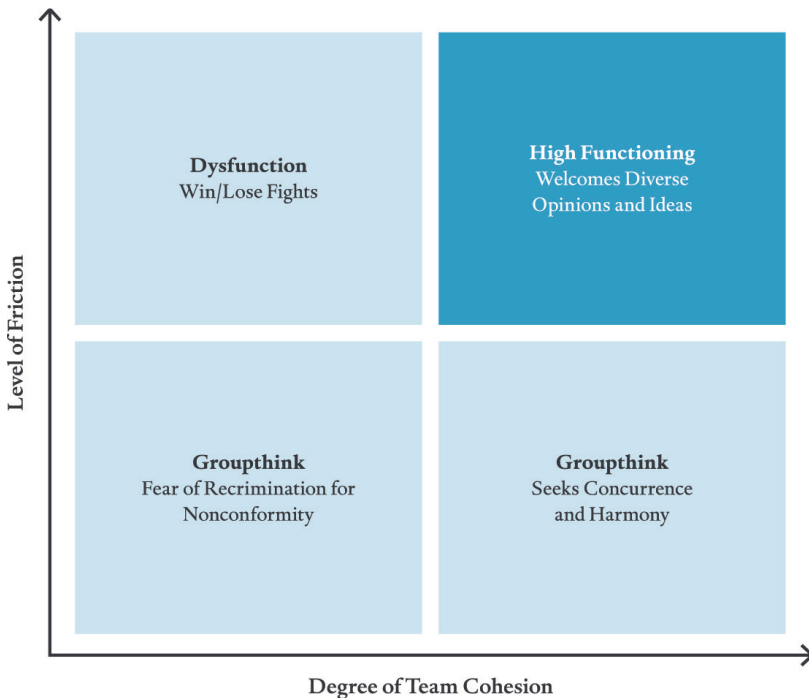 Level of Friction
Dysfunction
Win/Lose Fights
High Functioning
Welcomes Diverse
Opinions and Ideas
Groupthink
Fear of Recrimination for
Nonconformity
Groupthink
Seeks Concurrence
and Harmony
Degree of Team Cohesion